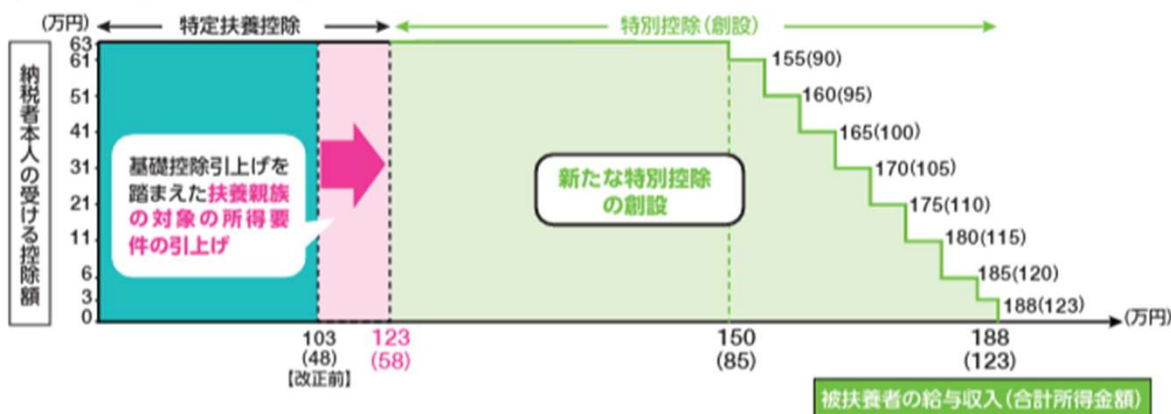 (万円)
特定扶養控除
特別控除(創設)
納税者本人の受ける控除額
63
61
51
41
31
21
11
6
3
0
基礎控除引上げを
踏まえた扶養親族
の対象の所得要
件の引上げ
新たな特別控除
の創設
155(90)
160(95)
165(100)
170(105)
175(110)
180(115)
185(120)
188(123)
(万円)
103
(48)
【改正前】
123
(58)
150
(85)
188
(123)
被扶養者の給与収入(合計所得金額)